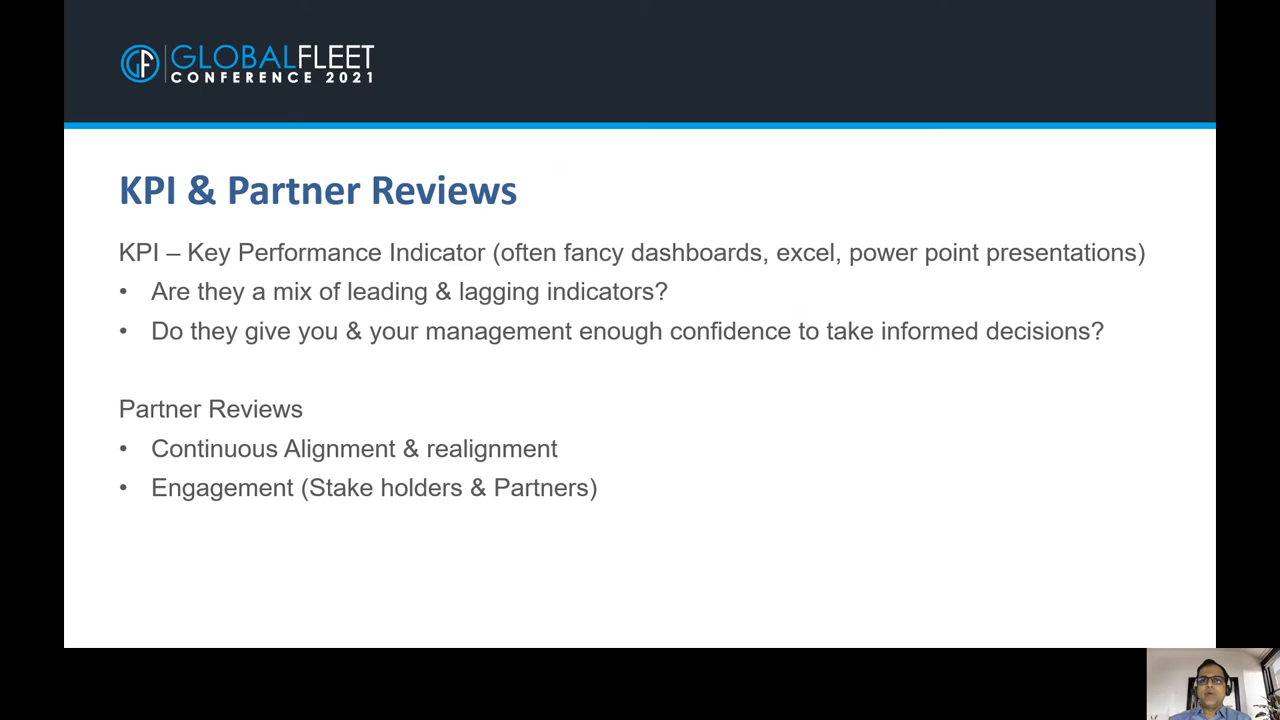 GF GLOBALFLEET
CONFERENCE 2021
KPI & Partner Reviews
KPI – Key Performance Indicator (often fancy dashboards, excel, power point presentations)
• Are they a mix of leading & lagging indicators?
• Do they give you & your management enough confidence to take informed decisions?
Partner Reviews
• Continuous Alignment & realignment
• Engagement (Stake holders & Partners)